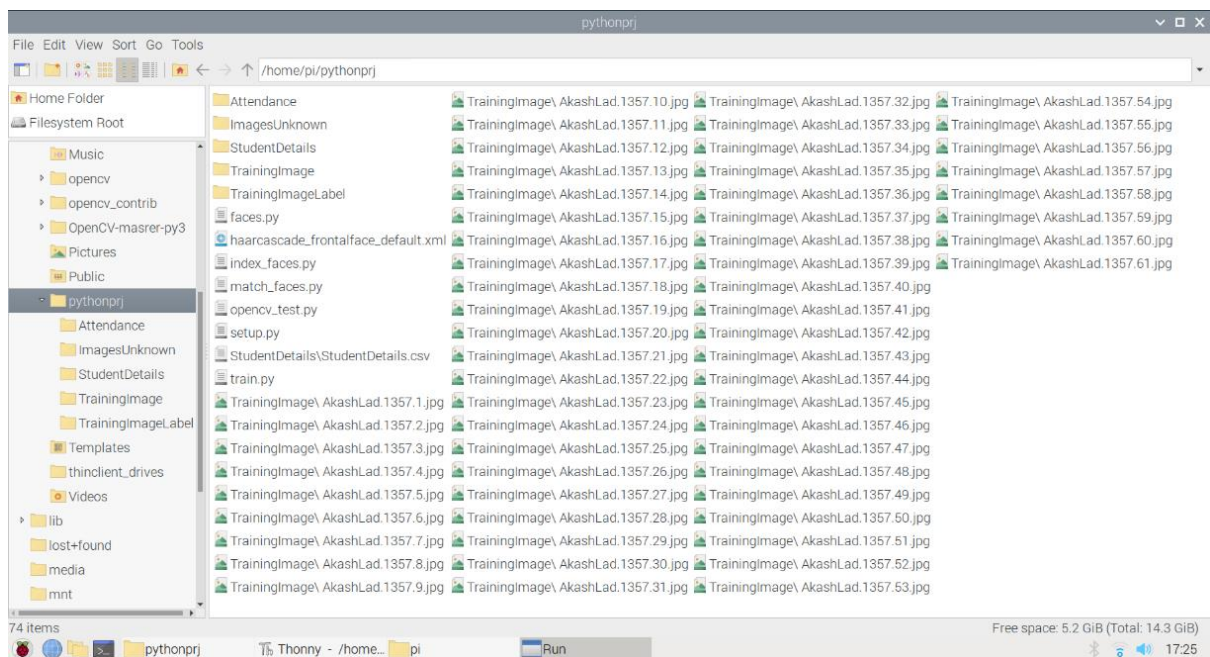 pythonprj
File Edit View Sort Go Tools
/home/pi/pythonprj
Home Folder
Filesystem Root
Music
opencv
opencv_contrib
OpenCV-masrer-py3
Pictures
Public
pythonprj
Attendance
ImagesUnknown
StudentDetails
TrainingImage
TrainingImageLabel
Templates
thinclient_drives
Videos
lib
lost+found
media
mnt
Attendance
ImagesUnknown
StudentDetails
TrainingImage
TrainingImageLabel
faces.py
haarcascade_frontalface_default.xml
index_faces.py
match_faces.py
opencv_test.py
setup.py
StudentDetails\StudentDetails.csv
train.py
TrainingImage\ AkashLad.1357.1.jpg
TrainingImage\ AkashLad.1357.2.jpg
TrainingImage\ AkashLad.1357.3.jpg
TrainingImage\ AkashLad.1357.4.jpg
TrainingImage\ AkashLad.1357.5.jpg
TrainingImage\ AkashLad.1357.6.jpg
TrainingImage\ AkashLad.1357.7.jpg
TrainingImage\ AkashLad.1357.8.jpg
TrainingImage\ AkashLad.1357.9.jpg
TrainingImage\ AkashLad.1357.10.jpg
TrainingImage\ AkashLad.1357.11.jpg
TrainingImage\ AkashLad.1357.12.jpg
TrainingImage\ AkashLad.1357.13.jpg
TrainingImage\ AkashLad.1357.14.jpg
TrainingImage\ AkashLad.1357.15.jpg
TrainingImage\ AkashLad.1357.16.jpg
TrainingImage\ AkashLad.1357.17.jpg
TrainingImage\ AkashLad.1357.18.jpg
TrainingImage\ AkashLad.1357.19.jpg
TrainingImage\ AkashLad.1357.20.jpg
TrainingImage\ AkashLad.1357.21.jpg
TrainingImage\ AkashLad.1357.22.jpg
TrainingImage\ AkashLad.1357.23.jpg
TrainingImage\ AkashLad.1357.24.jpg
TrainingImage\ AkashLad.1357.25.jpg
TrainingImage\ AkashLad.1357.26.jpg
TrainingImage\ AkashLad.1357.27.jpg
TrainingImage\ AkashLad.1357.28.jpg
TrainingImage\ AkashLad.1357.29.jpg
TrainingImage\ AkashLad.1357.30.jpg
TrainingImage\ AkashLad.1357.31.jpg
TrainingImage\ AkashLad.1357.32.jpg
TrainingImage\ AkashLad.1357.33.jpg
TrainingImage\ AkashLad.1357.34.jpg
TrainingImage\ AkashLad.1357.35.jpg
TrainingImage\ AkashLad.1357.36.jpg
TrainingImage\ AkashLad.1357.37.jpg
TrainingImage\ AkashLad.1357.38.jpg
TrainingImage\ AkashLad.1357.39.jpg
TrainingImage\ AkashLad.1357.40.jpg
TrainingImage\ AkashLad.1357.41.jpg
TrainingImage\ AkashLad.1357.42.jpg
TrainingImage\ AkashLad.1357.43.jpg
TrainingImage\ AkashLad.1357.44.jpg
TrainingImage\ AkashLad.1357.45.jpg
TrainingImage\ AkashLad.1357.46.jpg
TrainingImage\ AkashLad.1357.47.jpg
TrainingImage\ AkashLad.1357.48.jpg
TrainingImage\ AkashLad.1357.49.jpg
TrainingImage\ AkashLad.1357.50.jpg
TrainingImage\ AkashLad.1357.51.jpg
TrainingImage\ AkashLad.1357.52.jpg
TrainingImage\ AkashLad.1357.53.jpg
TrainingImage\ AkashLad.1357.54.jpg
TrainingImage\ AkashLad.1357.55.jpg
TrainingImage\ AkashLad.1357.56.jpg
TrainingImage\ AkashLad.1357.57.jpg
TrainingImage\ AkashLad.1357.58.jpg
TrainingImage\ AkashLad.1357.59.jpg
TrainingImage\ AkashLad.1357.60.jpg
TrainingImage\ AkashLad.1357.61.jpg
74 items
Free space: 5.2 GiB (Total: 14.3 GiB)
pythonprj
Thonny - /home...
pi
Run
17:25